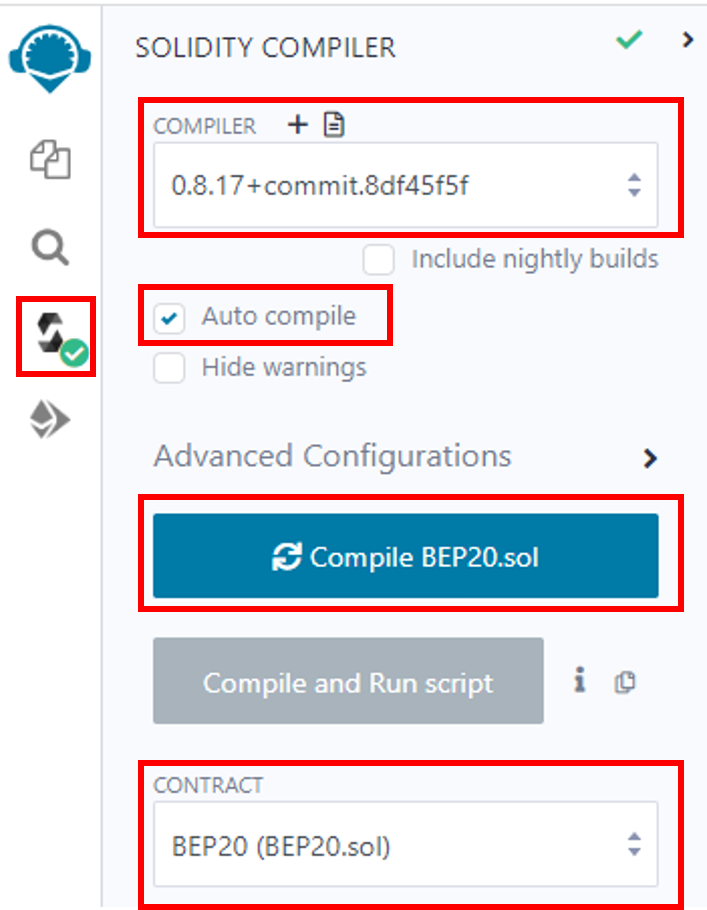 SOLIDITY COMPILER
COMPILER
0.8.17+commit.8df45f5f
Include nightly builds
Auto compile
Hide warnings
Advanced Configurations
Compile BEP20.sol
Compile and Run script
CONTRACT
BEP20 (BEP20.sol)